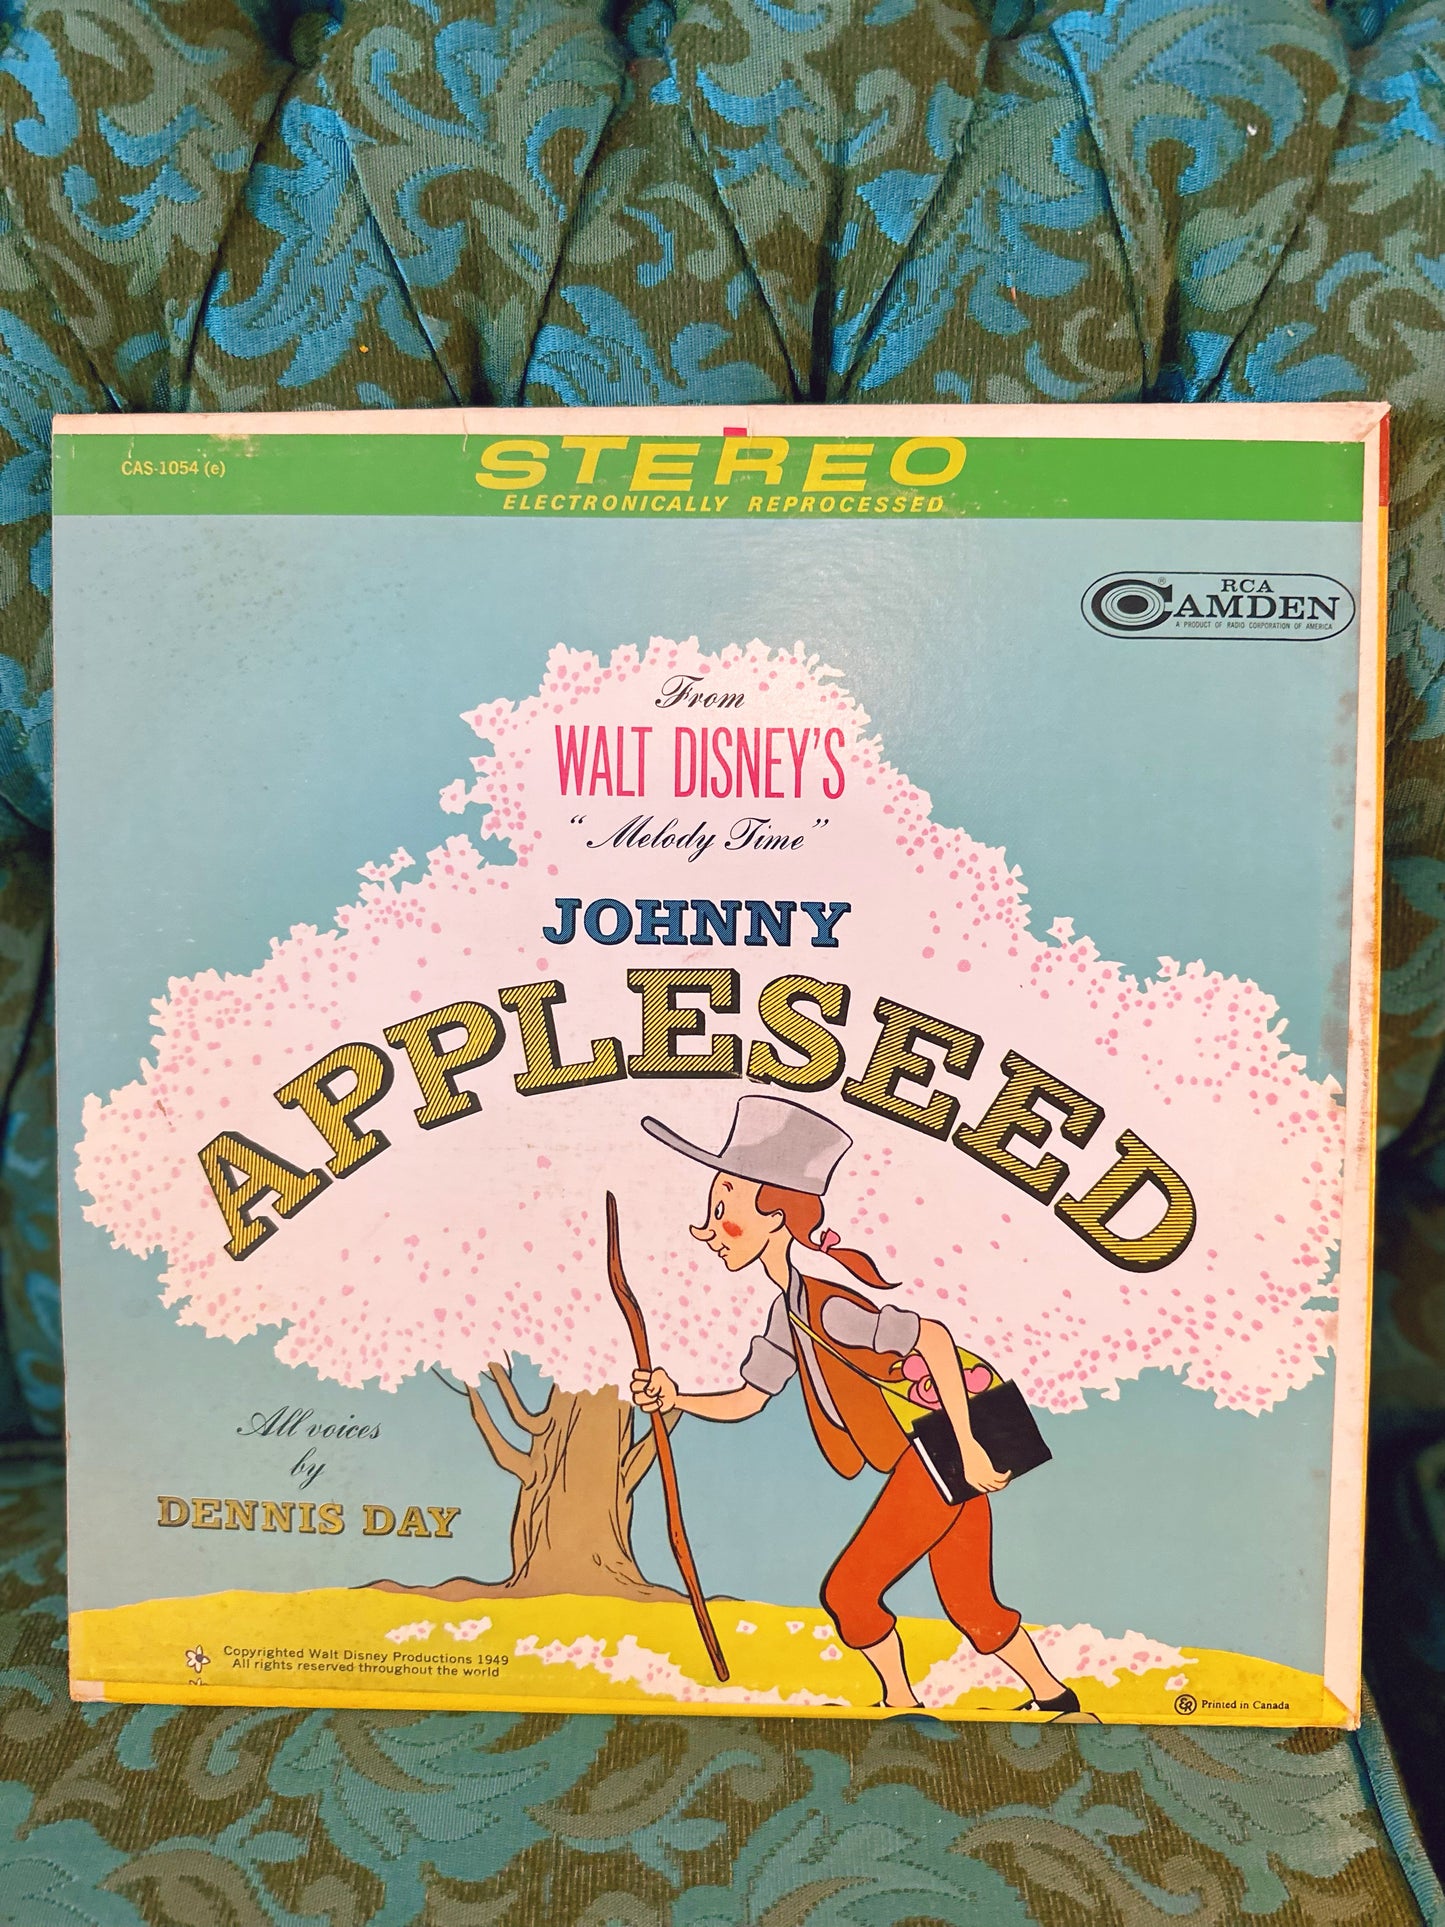 CAS-1054 (e)
STEREO
ELECTRONICALLY REPROCESSED
RCA
CAMDEN
®
A PRODUCT OF RADIO CORPORATION OF AMERICA
From
WALT DISNEY'S
"Melody Time"
JOHNNY
APPLESEED
All voices
by
DENNIS DAY
Copyrighted Walt Disney Productions 1949
All rights reserved throughout the world
Printed in Canada